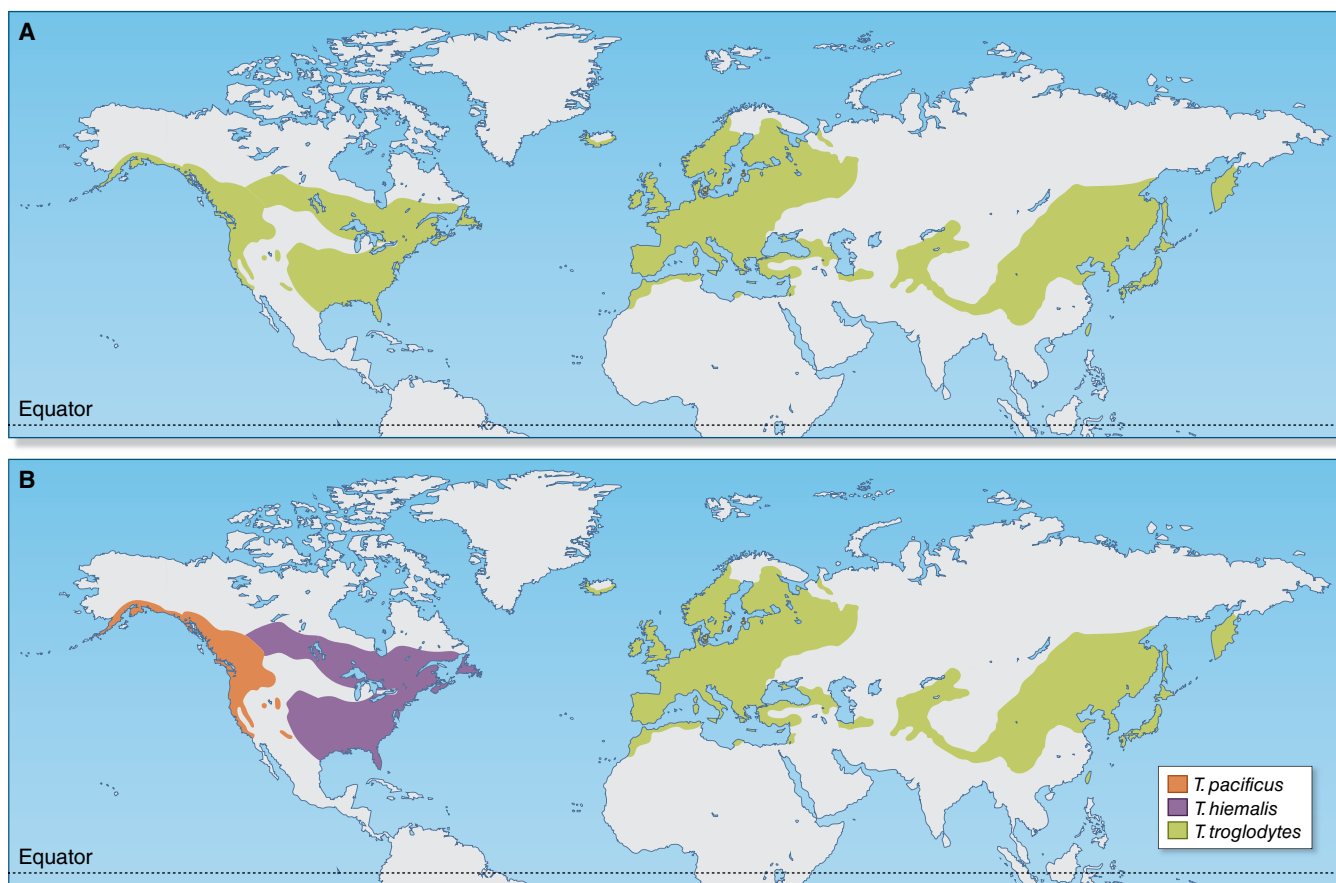 A
Equator
B
T. pacificus
T. hiemalis
T. troglodytes
Equator